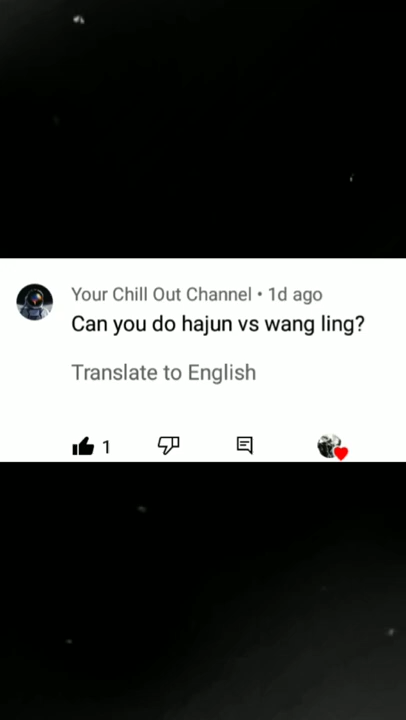 Your Chill Out Channel • 1d ago
Can you do hajun vs wang ling?
Translate to English
1